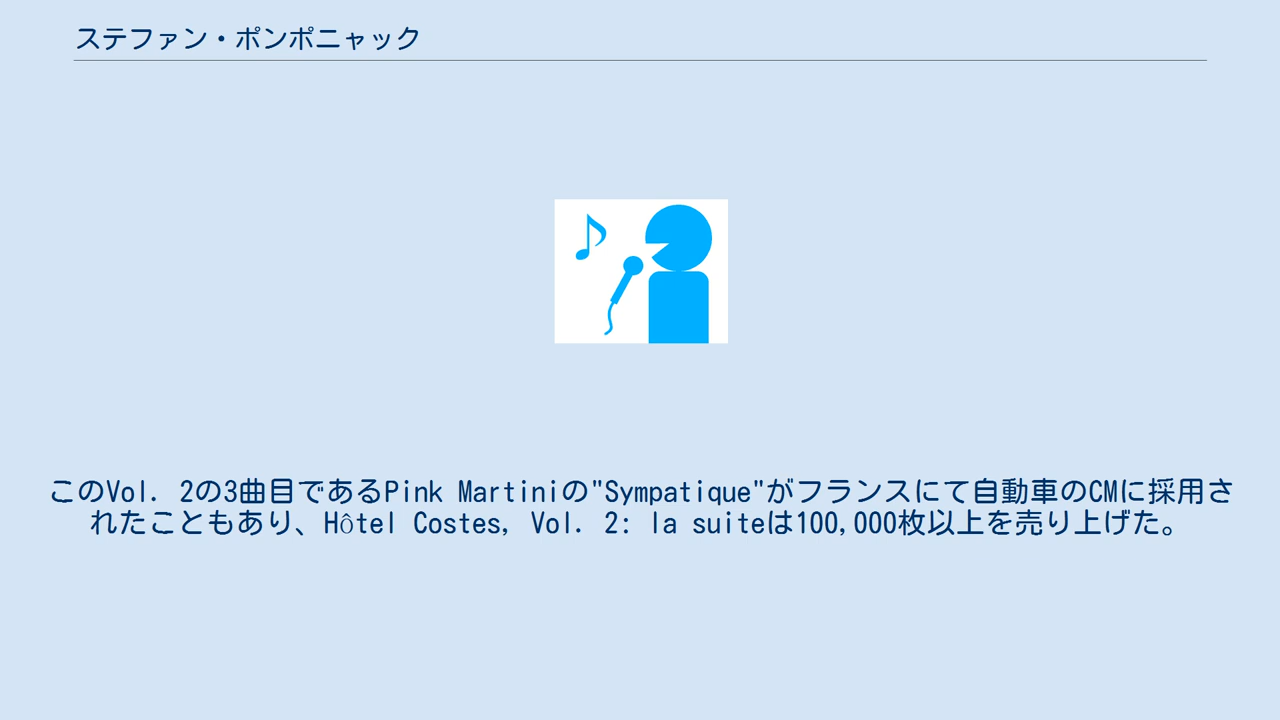 ステファン・ポンポニャック
このVol. 2の3曲目であるPink Martiniの"Sympatique"がフランスにて自動車のCMに採用さ
れたこともあり、Hôtel Costes, Vol. 2: la suiteは100,000枚以上を売り上げた。